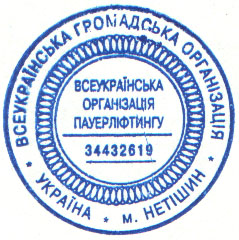 ВСЕУКРАЇНСЬКА ГРОМАДСЬКА ОРГАНІЗАЦІЯ
ВСЕУКРАЇНСЬКА
ОРГАНІЗАЦІЯ
ПАУЕРЛІФТИНГУ
34432619
* УКРАЇНА * м. НЕТІШИН *